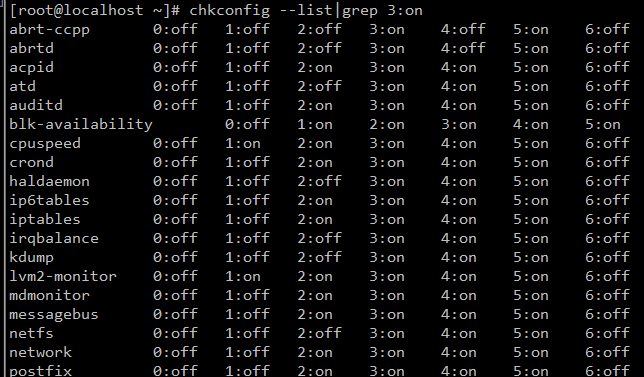 [root@localhost ~]# chkconfig --list|grep 3:on
abrt-ccpp       0:off   1:off   2:off   3:on    4:off   5:on    6:off
abrtd           0:off   1:off   2:off   3:on    4:off   5:on    6:off
acpid           0:off   1:off   2:on    3:on    4:on    5:on    6:off
atd             0:off   1:off   2:off   3:on    4:on    5:on    6:off
auditd          0:off   1:off   2:on    3:on    4:on    5:on    6:off
blk-availability        0:off   1:on    2:on    3:on    4:on    5:on
cpuspeed        0:off   1:on    2:on    3:on    4:on    5:on    6:off
crond           0:off   1:off   2:on    3:on    4:on    5:on    6:off
haldaemon       0:off   1:off   2:off   3:on    4:on    5:on    6:off
ip6tables       0:off   1:off   2:on    3:on    4:on    5:on    6:off
iptables        0:off   1:off   2:on    3:on    4:on    5:on    6:off
irqbalance      0:off   1:off   2:off   3:on    4:on    5:on    6:off
kdump           0:off   1:off   2:off   3:on    4:on    5:on    6:off
lvm2-monitor    0:off   1:on    2:on    3:on    4:on    5:on    6:off
mdmonitor       0:off   1:off   2:on    3:on    4:on    5:on    6:off
messagebus      0:off   1:off   2:on    3:on    4:on    5:on    6:off
netfs           0:off   1:off   2:off   3:on    4:on    5:on    6:off
network         0:off   1:off   2:on    3:on    4:on    5:on    6:off
postfix         0:off   1:off   2:on    3:on    4:on    5:on    6:off